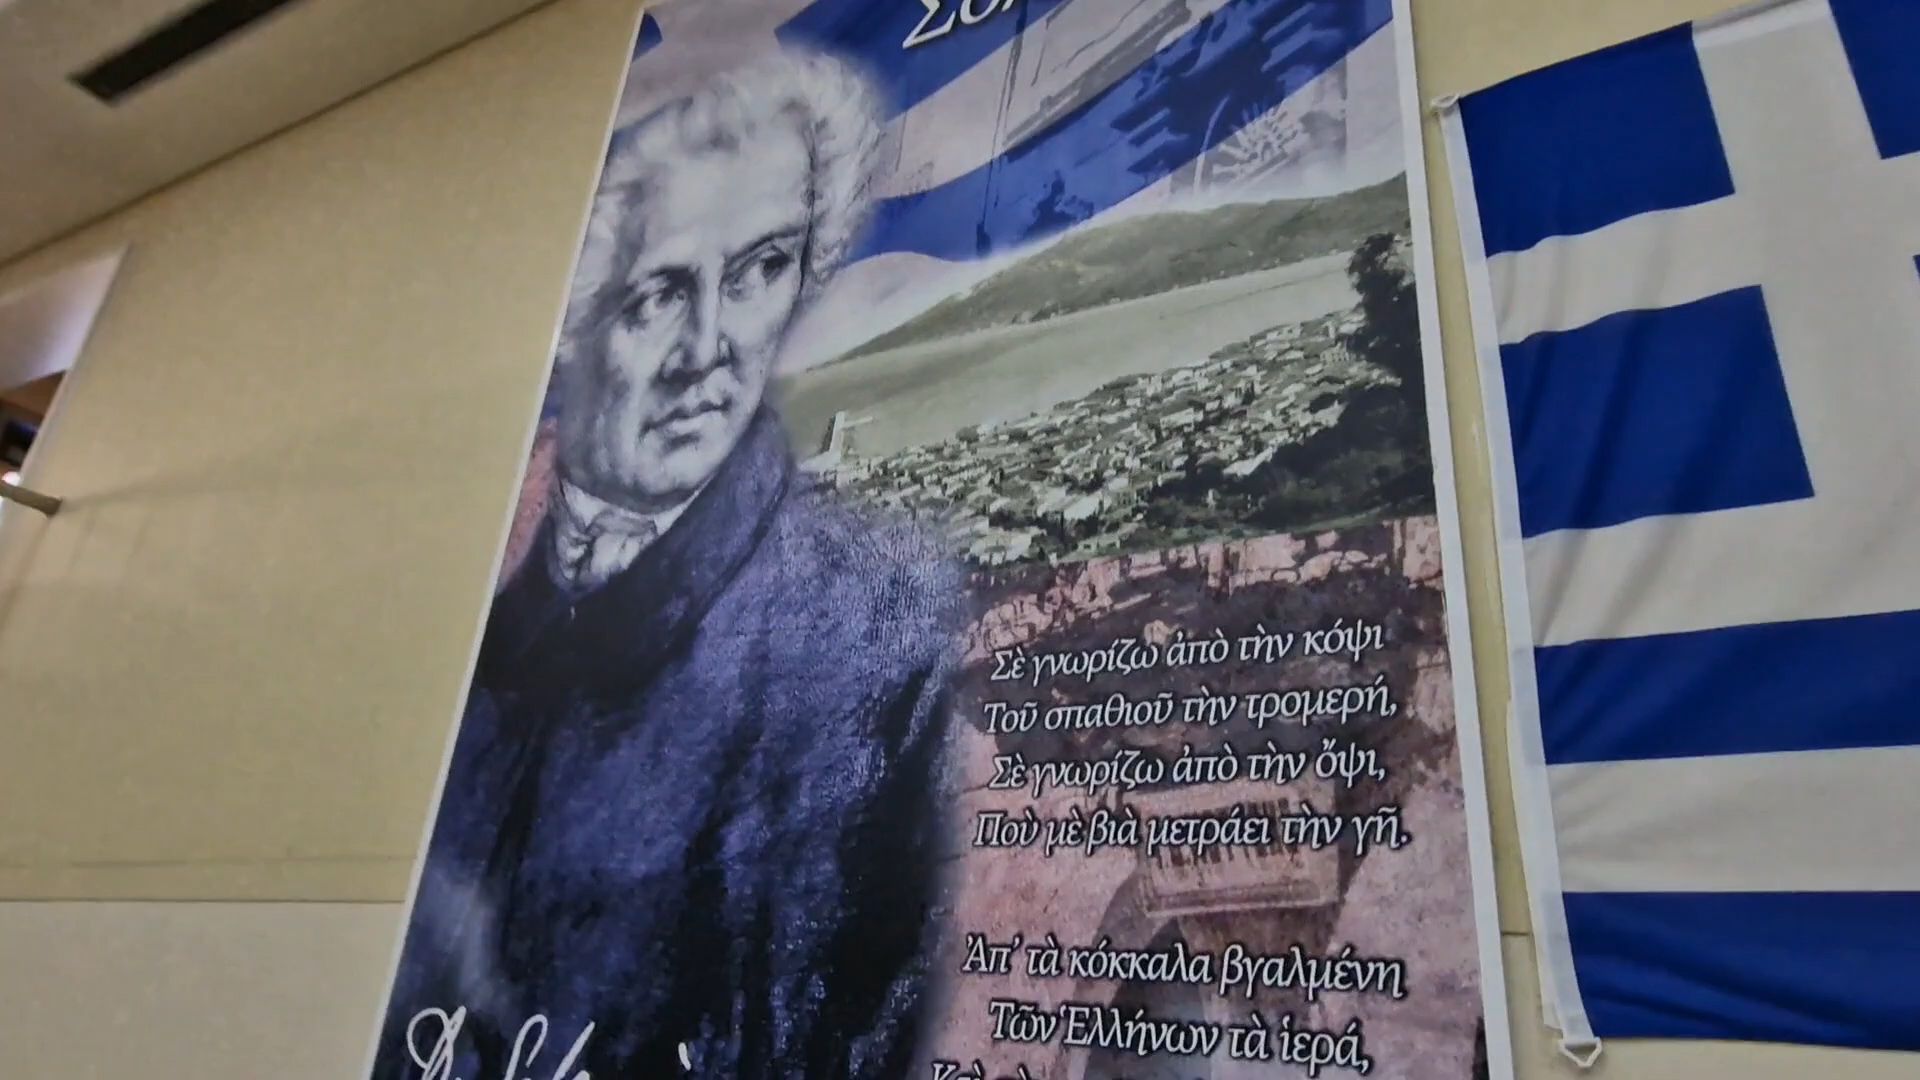 Σὲ γνωρίζω ἀπὸ τὴν κόψι
Τοῦ σπαθιοῦ τὴν τρομερή,
Σὲ γνωρίζω ἀπὸ τὴν ὄψι,
Ποὺ μὲ βιὰ μετράει τὴν γῆ.
Ἀπ' τὰ κόκκαλα βγαλμένη
Τῶν Ἑλλήνων τὰ ἱερά,